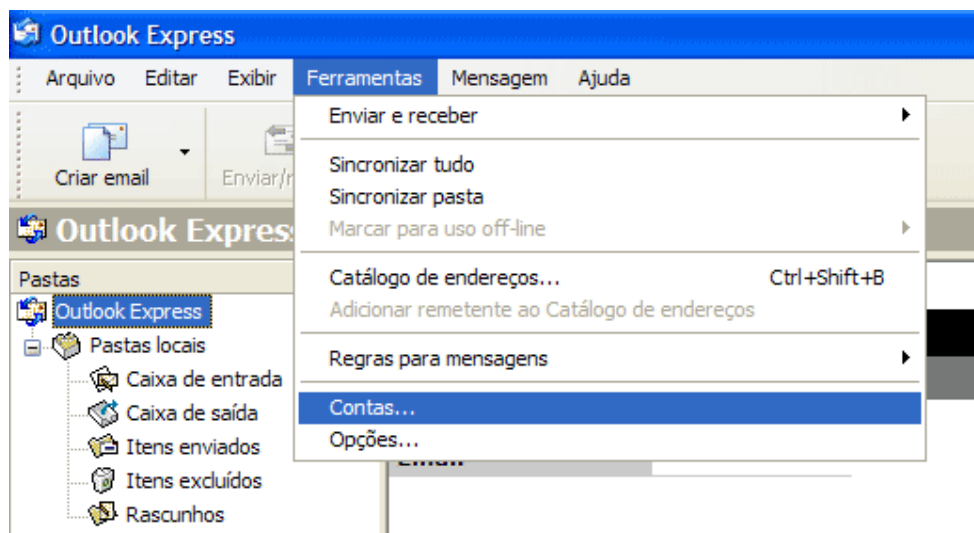 Outlook Express
Arquivo Editar Exibir Ferramentas Mensagem Ajuda
Criar email
Enviar e receber
Sincronizar tudo
Sincronizar pasta
Marcar para uso off-line
Catálogo de endereços... Ctrl+Shift+B
Adicionar remetente ao Catálogo de endereços
Regras para mensagens
Contas...
Opções...
Outlook Express
Pastas
Outlook Express
Pastas locais
Caixa de entrada
Caixa de saída
Itens enviados
Itens excluídos
Rascunhos